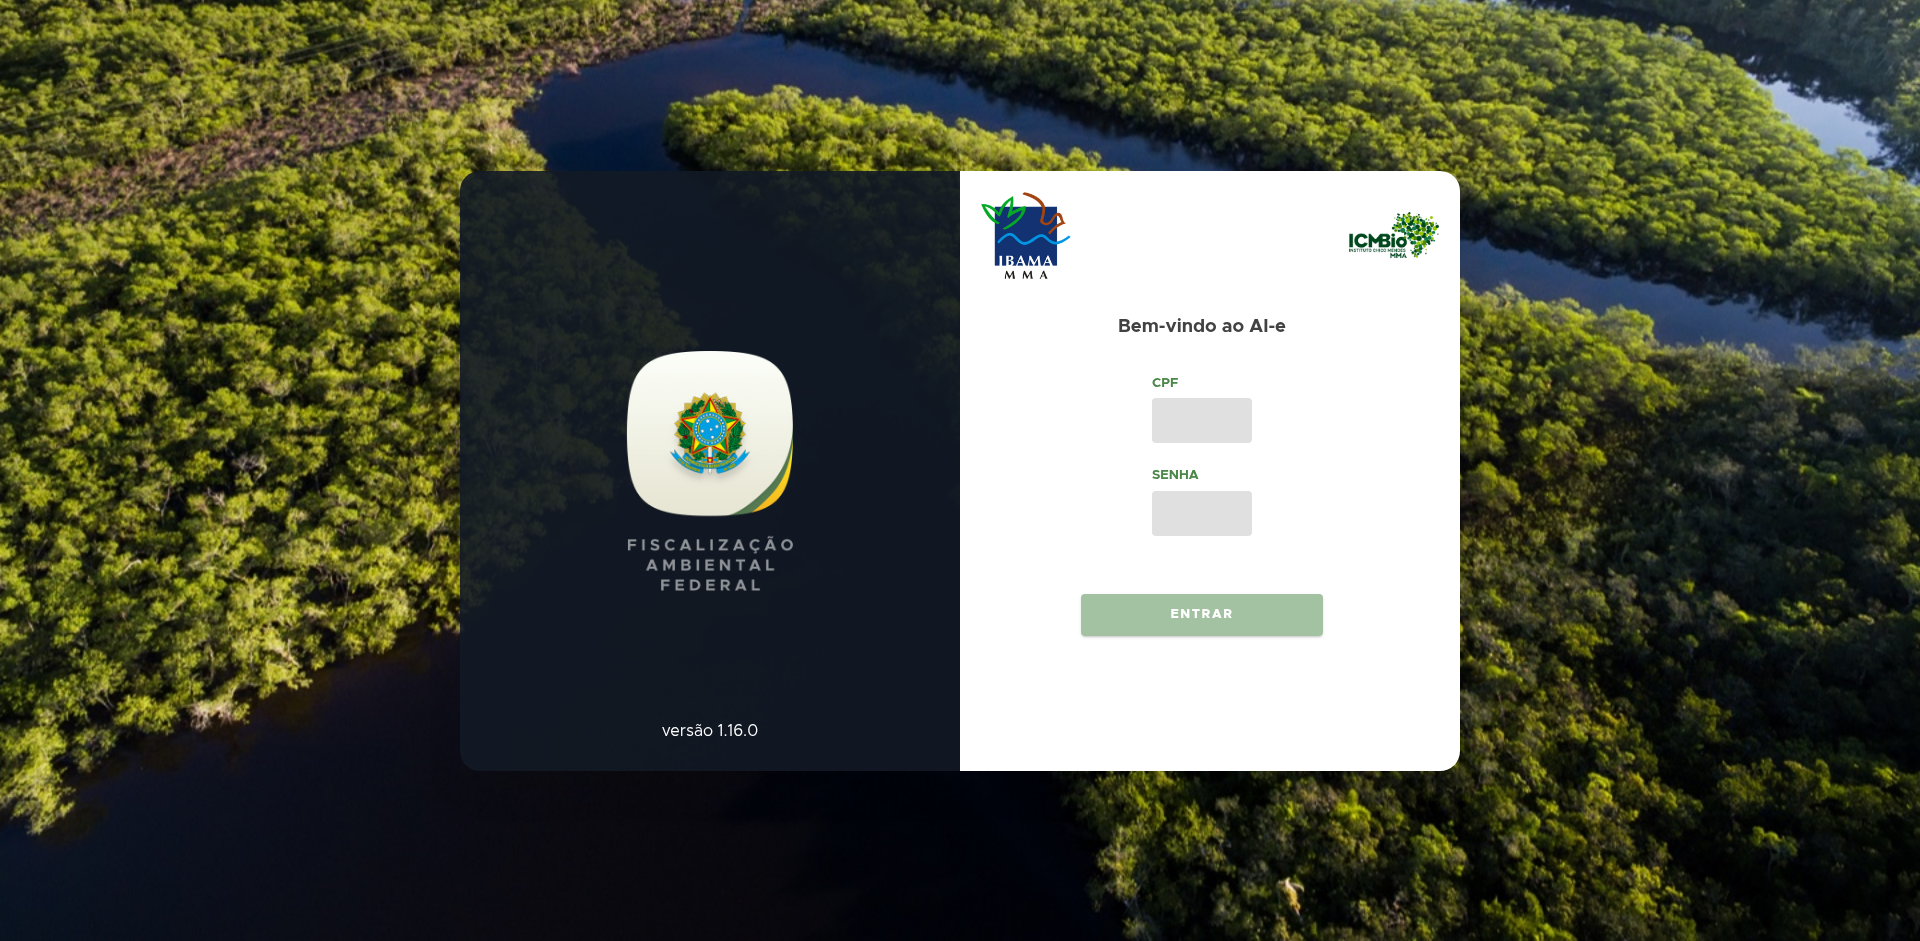 FISCALIZAÇÃO
AMBIENTAL
FEDERAL
versão 1.16.0
IBAMA
MMA
ICMBio
INSTITUTO CHICO MENDES
MMA
Bem-vindo ao AI-e
CPF
SENHA
ENTRAR